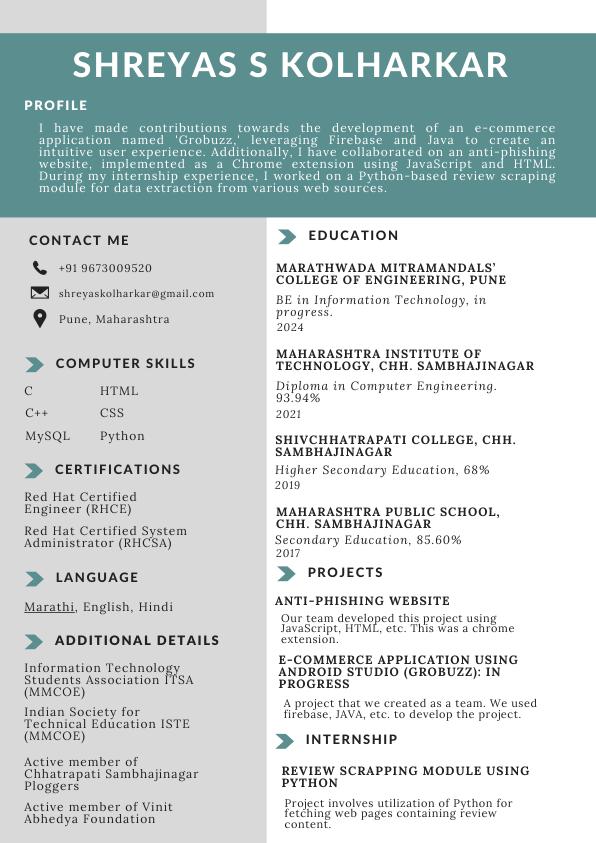 SHREYAS S KOLHARKAR
PROFILE
I have made contributions towards the development of an e-commerce
application named 'Grobuzz,' leveraging Firebase and Java to create an
intuitive user experience. Additionally, I have collaborated on an anti-phishing
website, implemented as a Chrome extension using JavaScript and HTML.
During my internship experience, I worked on a Python-based review scraping
module for data extraction from various web sources.
CONTACT ME
+91 9673009520
shreyaskolharkar@gmail.com
Pune, Maharashtra
COMPUTER SKILLS
C HTML
C++ CSS
MySQL Python
CERTIFICATIONS
Red Hat Certified
Engineer (RHCE)
Red Hat Certified System
Administrator (RHCSA)
LANGUAGE
Marathi, English, Hindi
ADDITIONAL DETAILS
Information Technology
Students Association ITSA
(MMCOE)
Indian Society for
Technical Education ISTE
(MMCOE)
Active member of
Chhatrapati Sambhajinagar
Ploggers
Active member of Vinit
Abhedya Foundation
EDUCATION
MARATHWADA MITRAMANDALS'
COLLEGE OF ENGINEERING, PUNE
BE in Information Technology, in
progress.
2024
MAHARASHTRA INSTITUTE OF
TECHNOLOGY, CHH. SAMBHAJINAGAR
Diploma in Computer Engineering.
93.94%
2021
SHIVCHHATRAPATI COLLEGE, CHH.
SAMBHAJINAGAR
Higher Secondary Education, 68%
2019
MAHARASHTRA PUBLIC SCHOOL,
CHH. SAMBHAJINAGAR
Secondary Education, 85.60%
2017
PROJECTS
ANTI-PHISHING WEBSITE
Our team developed this project using
JavaScript, HTML, etc. This was a chrome
extension.
E-COMMERCE APPLICATION USING
ANDROID STUDIO (GROBUZZ): IN
PROGRESS
A project that we created as a team. We used
firebase, JAVA, etc. to develop the project.
INTERNSHIP
REVIEW SCRAPPING MODULE USING
PYTHON
Project involves utilization of Python for
fetching web pages containing review
content.